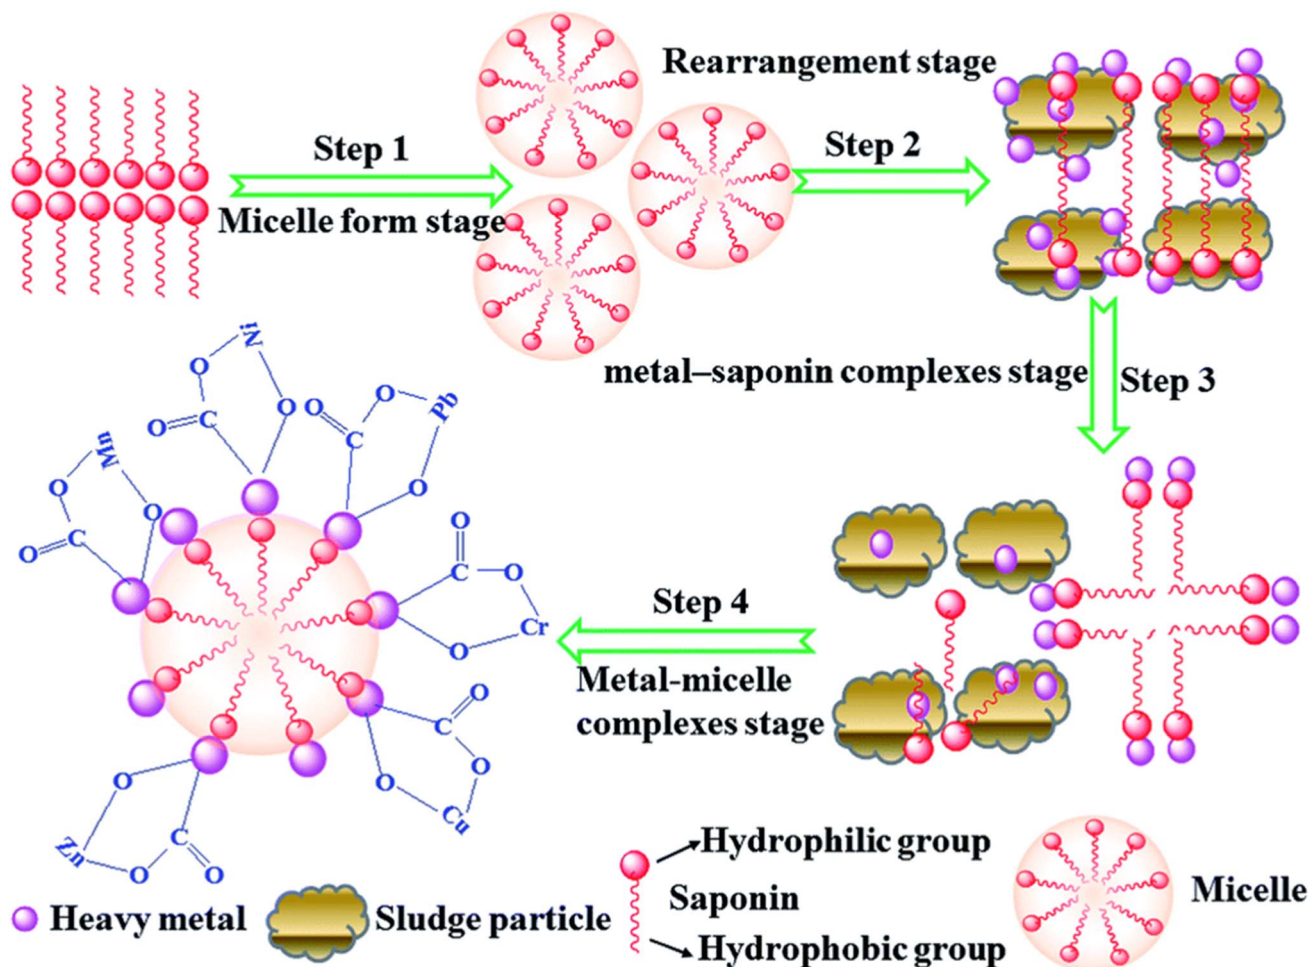 Rearrangement stage
Step 1
Step 2
Micelle form stage
metal–saponin complexes stage
Step 3
Ni
O
O
C
O
O
C
O
Pb
O
Mn
O
O
C
O
O
C
O
O
Cr
Step 4
Metal-micelle
complexes stage
O
C
O
O
Cu
O
Zn
O
C
O
Hydrophilic group
Saponin
Hydrophobic group
Micelle
Heavy metal
Sludge particle